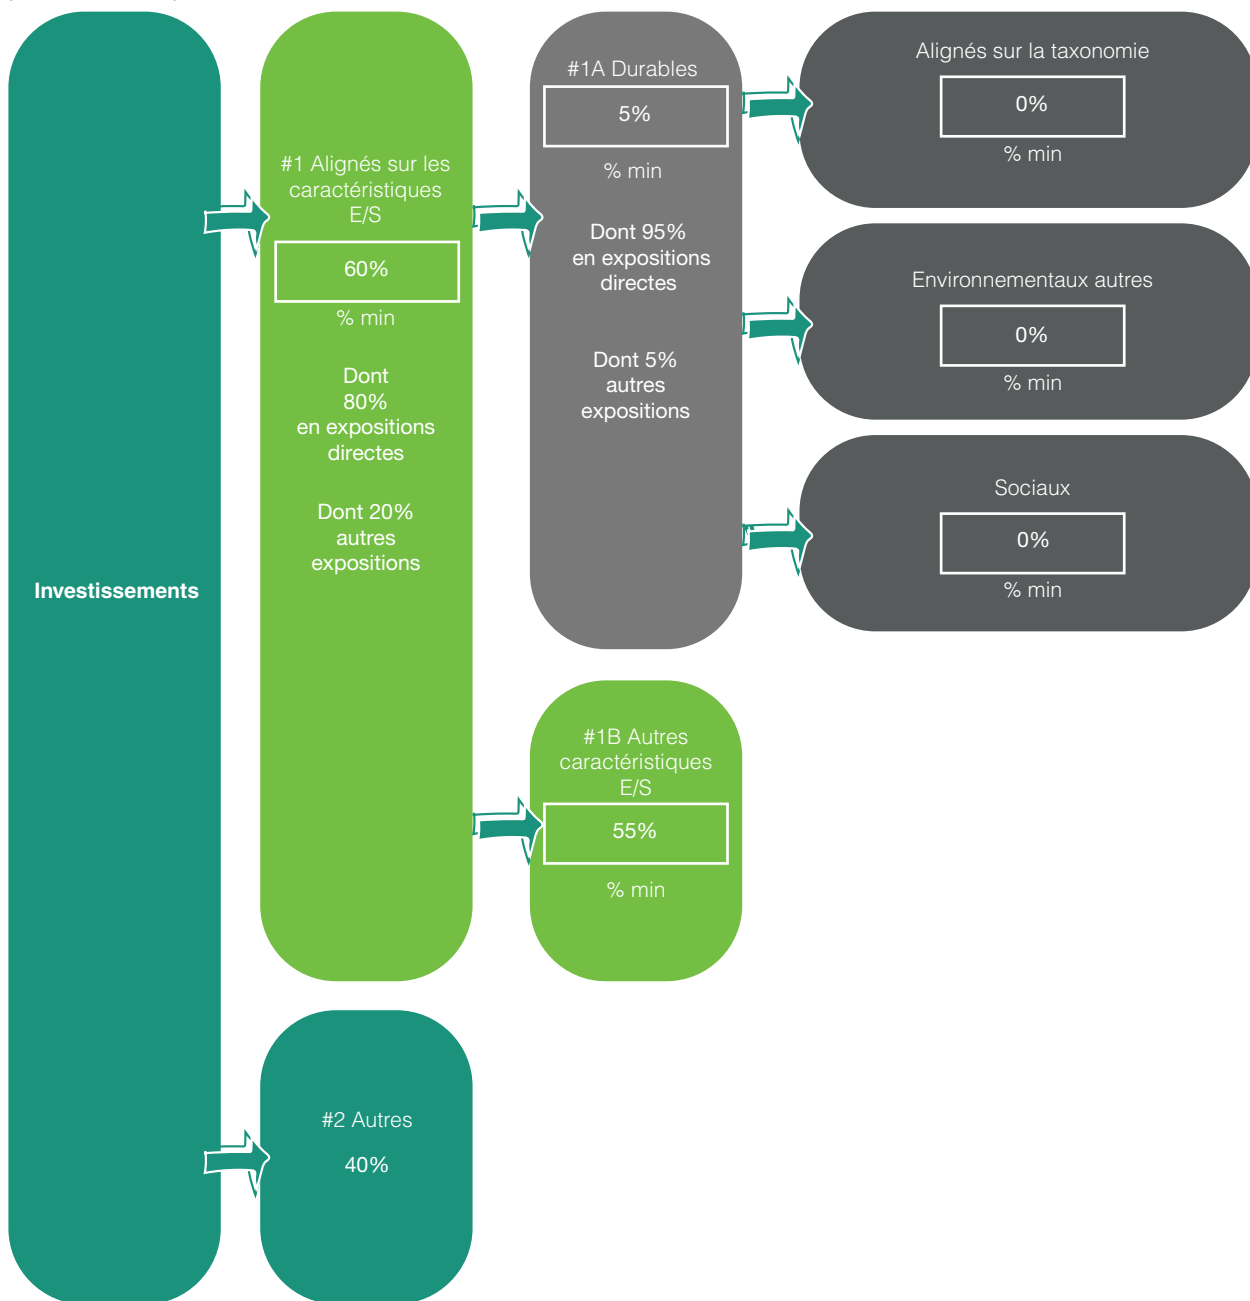 Investissements
#1 Alignés sur les
caractéristiques
E/S
60%
% min
Dont
80%
en expositions
directes
Dont 20%
autres
expositions
#1A Durables
5%
% min
Dont 95%
en expositions
directes
Dont 5%
autres
expositions
Alignés sur la taxonomie
0%
% min
Environnementaux autres
0%
% min
Sociaux
0%
% min
#1B Autres
caractéristiques
E/S
55%
% min
#2 Autres
40%